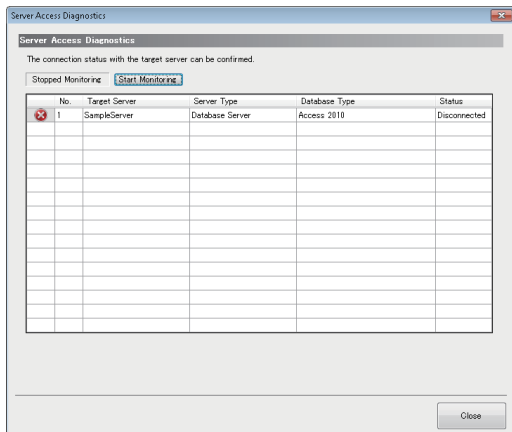 Server Access Diagnostics
Server Access Diagnostics
The connection status with the target server can be confirmed.
Stopped Monitoring Start Monitoring
No. Target Server Server Type Database Type Status
1 SampleServer Database Server Access 2010 Disconnected
Close